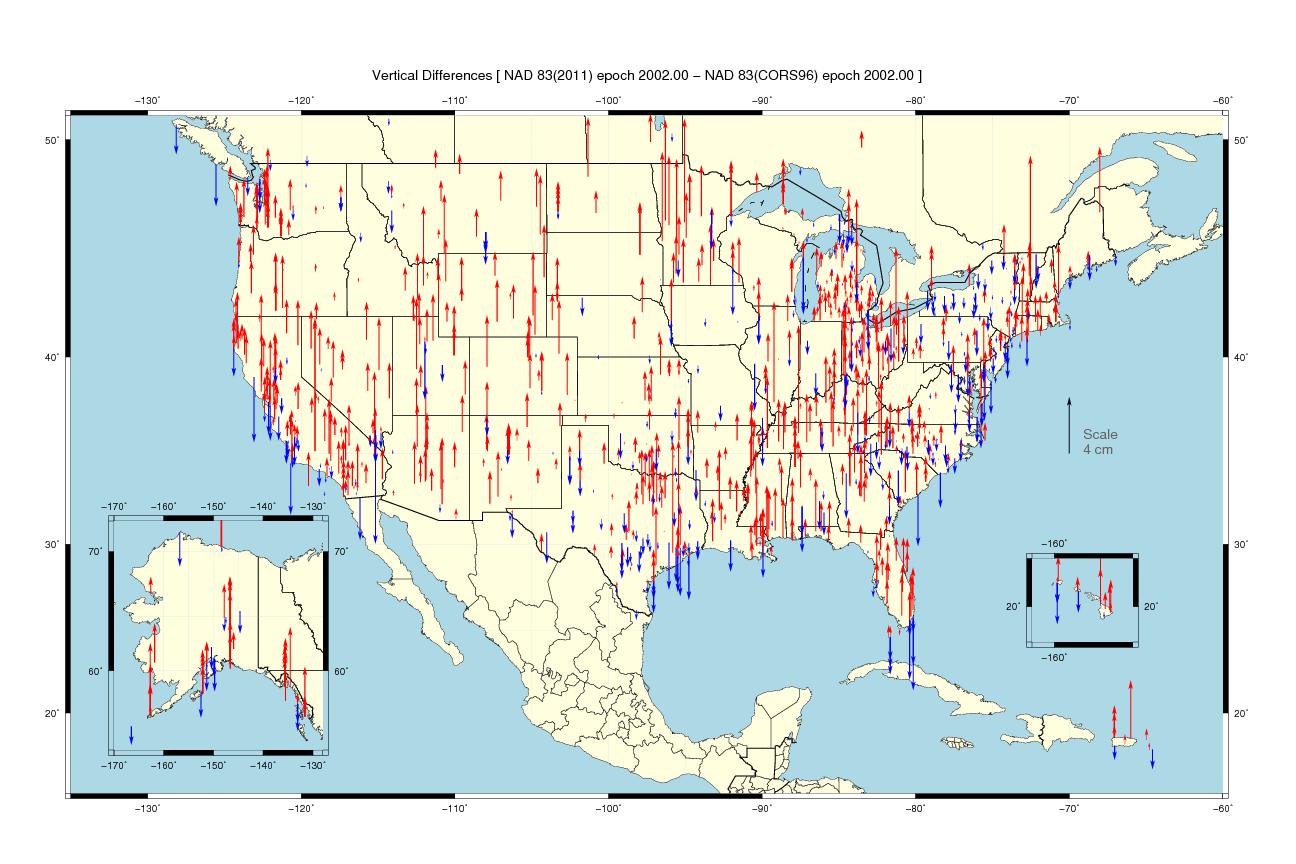 Vertical Differences [ NAD 83(2011) epoch 2002.00 − NAD 83(CORS96) epoch 2002.00 ]
−130˚ −120˚ −110˚ −100˚ −90˚ −80˚ −70˚ −60˚
50˚ 50˚
40˚ 40˚
Scale
4 cm
−170˚ −160˚ −150˚ −140˚ −130˚
70˚ 70˚
30˚ 30˚
−160˚
20˚ 20˚
−160˚
60˚ 60˚
20˚ 20˚
−170˚ −160˚ −150˚ −140˚ −130˚
−130˚ −120˚ −110˚ −100˚ −90˚ −80˚ −70˚ −60˚